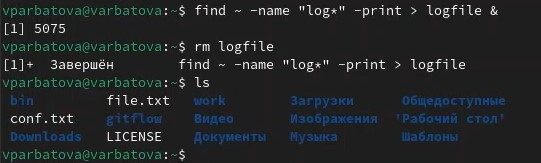 vparbatova@varbatova:~$ find ~ -name "log*" -print > logfile &
[1] 5075
vparbatova@varbatova:~$ rm logfile
[1]+  Завершён        find ~ -name "log*" -print > logfile
vparbatova@varbatova:~$ ls
bin        file.txt  work       Загрузки     Общедоступные
conf.txt   gitflow   Видео      Изображения  'Рабочий стол'
Downloads  LICENSE   Документы  Музыка       Шаблоны
vparbatova@varbatova:~$